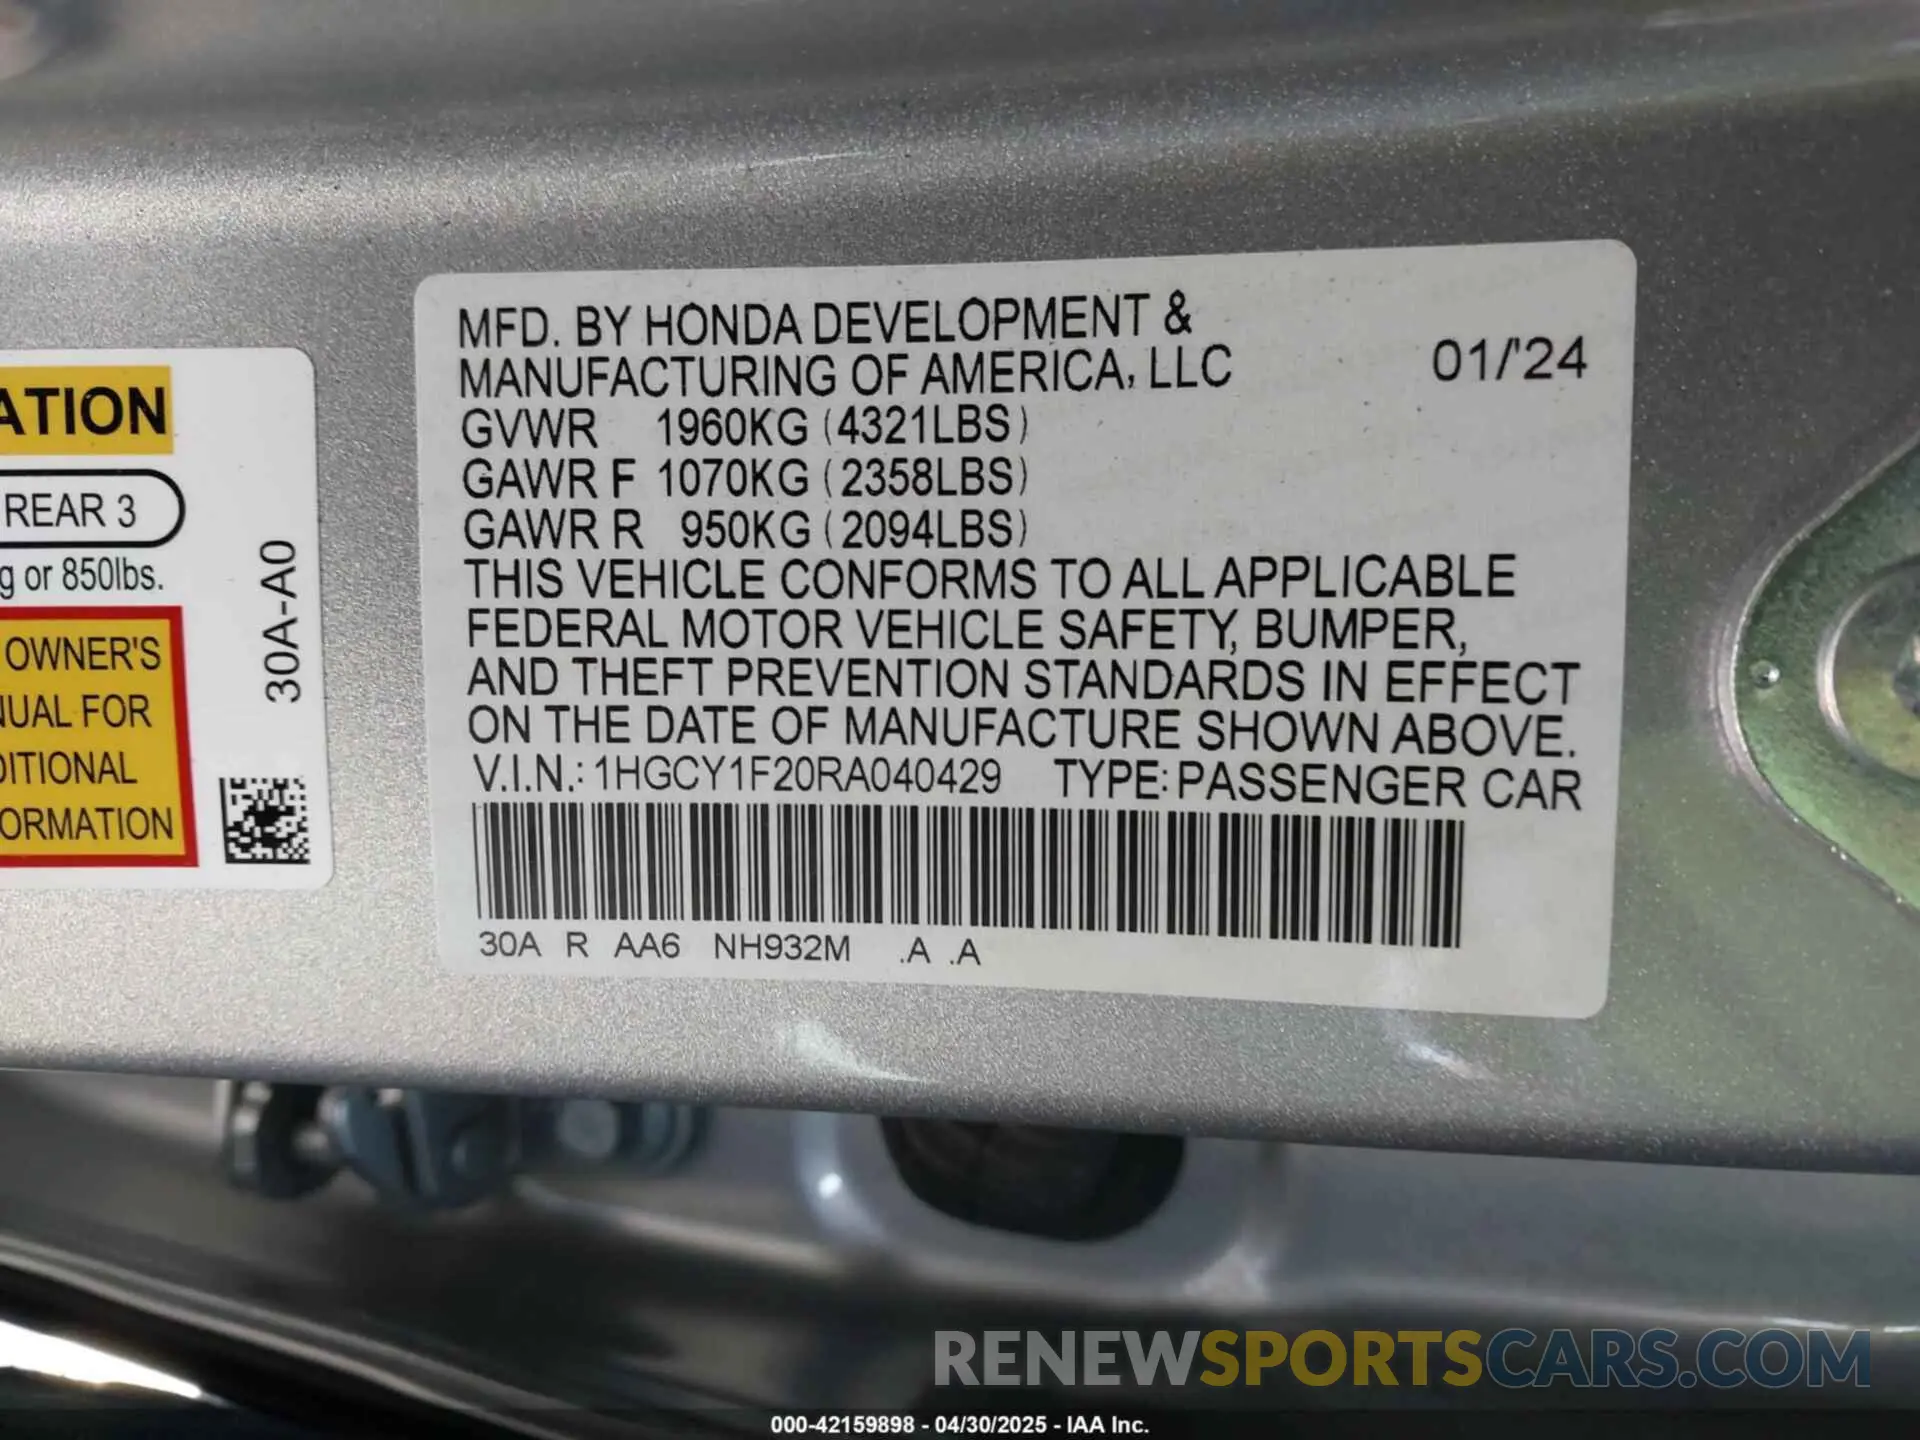 ATION
REAR 3
g or 850lbs.
OWNER'S
UAL FOR
ITIONAL
ORMATION
30A-A0
MFD. BY HONDA DEVELOPMENT &
MANUFACTURING OF AMERICA, LLC
01/'24
GVWR 1960KG (4321LBS)
GAWR F 1070KG (2358LBS)
GAWR R 950KG (2094LBS)
THIS VEHICLE CONFORMS TO ALL APPLICABLE
FEDERAL MOTOR VEHICLE SAFETY, BUMPER,
AND THEFT PREVENTION STANDARDS IN EFFECT
ON THE DATE OF MANUFACTURE SHOWN ABOVE.
V.I.N.: 1HGCY1F20RA040429 TYPE: PASSENGER CAR
30A R AA6 NH932M .A .A
RENEWSPORTSCARS.COM
000-42159898 - 04/30/2025 - IAA Inc.